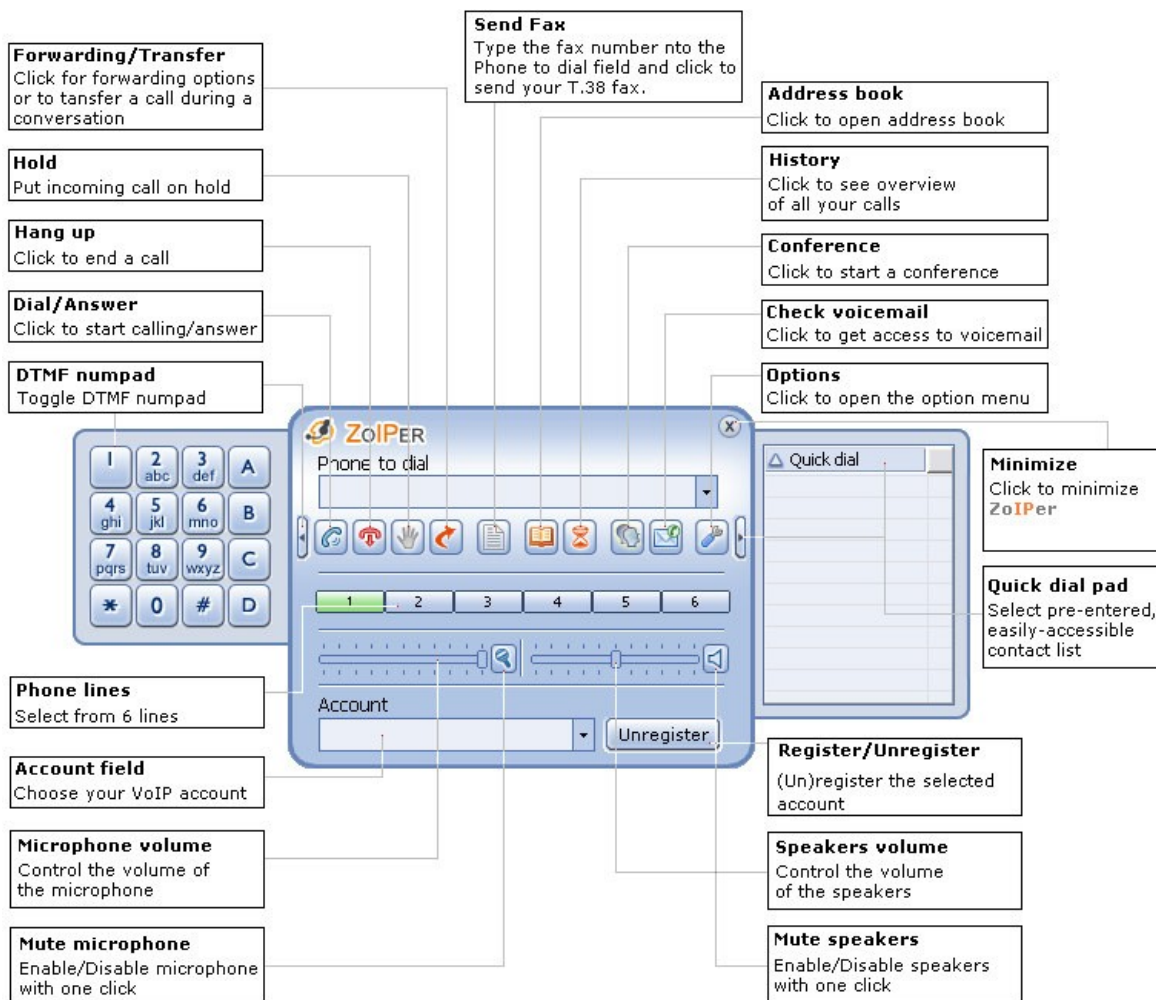 Send Fax
Type the fax number nto the
Phone to dial field and click to
send your T.38 fax.
Forwarding/Transfer
Click for forwarding options
or to tansfer a call during a
conversation
Hold
Put incoming call on hold
Hang up
Click to end a call
Dial/Answer
Click to start calling/answer
DTMF numpad
Toggle DTMF numpad
Address book
Click to open address book
History
Click to see overview
of all your calls
Conference
Click to start a conference
Check voicemail
Click to get access to voicemail
Options
Click to open the option menu
1 2 abc 3 def A
4 ghi 5 jkl 6 mno B
7 pqrs 8 tuv 9 wxyz C
* 0 # D
ZoIPER
Phone to dial
X
1 2 3 4 5 6
Account
Unregister
Quick dial
Minimize
Click to minimize
ZoIPer
Quick dial pad
Select pre-entered,
easily-accessible
contact list
Phone lines
Select from 6 lines
Account field
Choose your VoIP account
Microphone volume
Control the volume of
the microphone
Mute microphone
Enable/Disable microphone
with one click
Register/Unregister
(Un)register the selected
account
Speakers volume
Control the volume
of the speakers
Mute speakers
Enable/Disable speakers
with one click